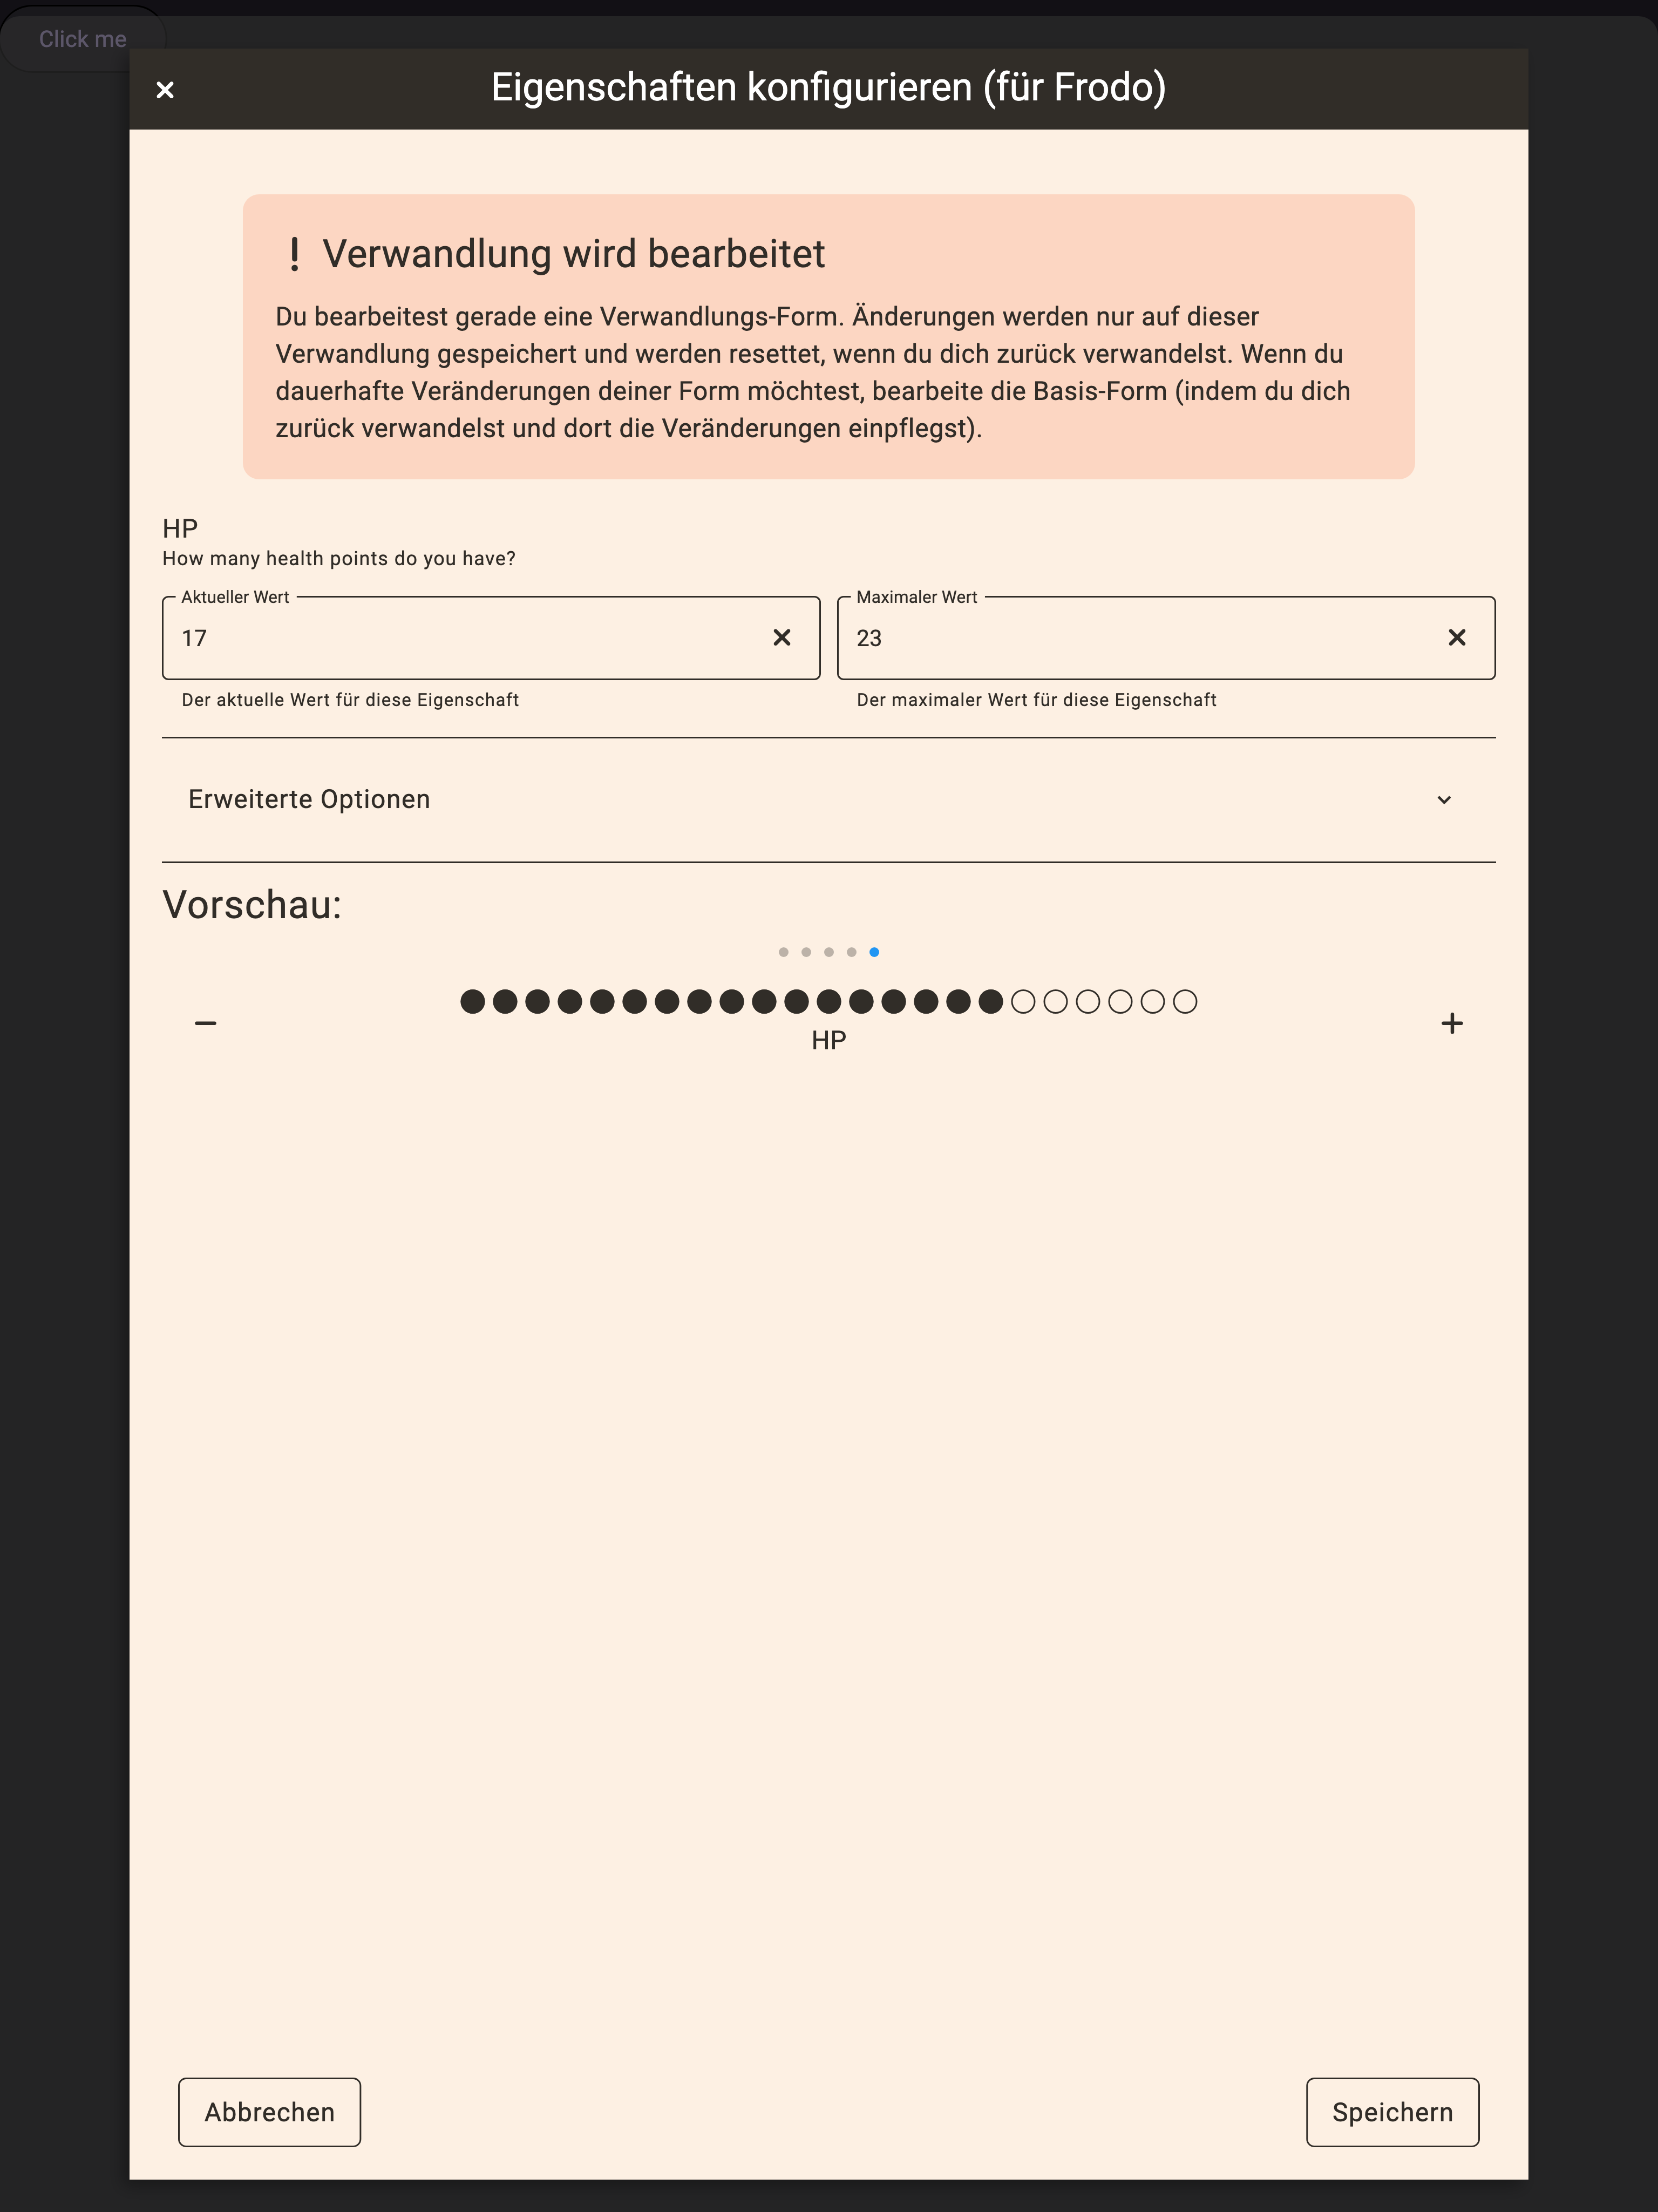 Click me
Eigenschaften konfigurieren (für Frodo)
Verwandlung wird bearbeitet
Du bearbeitest gerade eine Verwandlungs-Form. Änderungen werden nur auf dieser
Verwandlung gespeichert und werden resettet, wenn du dich zurück verwandelst. Wenn du
dauerhafte Veränderungen deiner Form möchtest, bearbeite die Basis-Form (indem du dich
zurück verwandelst und dort die Veränderungen einpflegst).
HP
How many health points do you have?
Aktueller Wert
17
Der aktuelle Wert für diese Eigenschaft
Maximaler Wert
23
Der maximaler Wert für diese Eigenschaft
Erweiterte Optionen
Vorschau:
HP
Abbrechen
Speichern